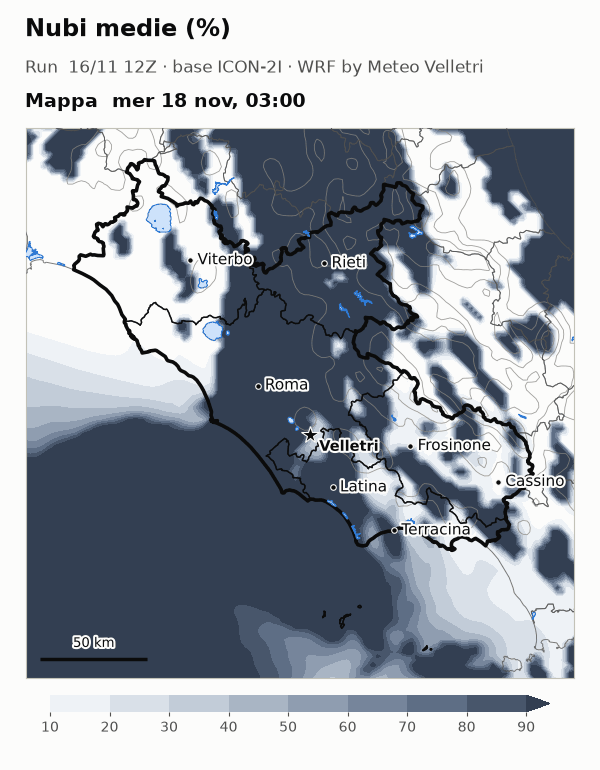 Nubi medie (%)
Run  16/11 12Z · base ICON-2I · WRF by Meteo Velletri
Mappa  mer 18 nov, 03:00
Viterbo
Rieti
Roma
Velletri
Frosinone
Cassino
Latina
Terracina
50 km
10 20 30 40 50 60 70 80 90